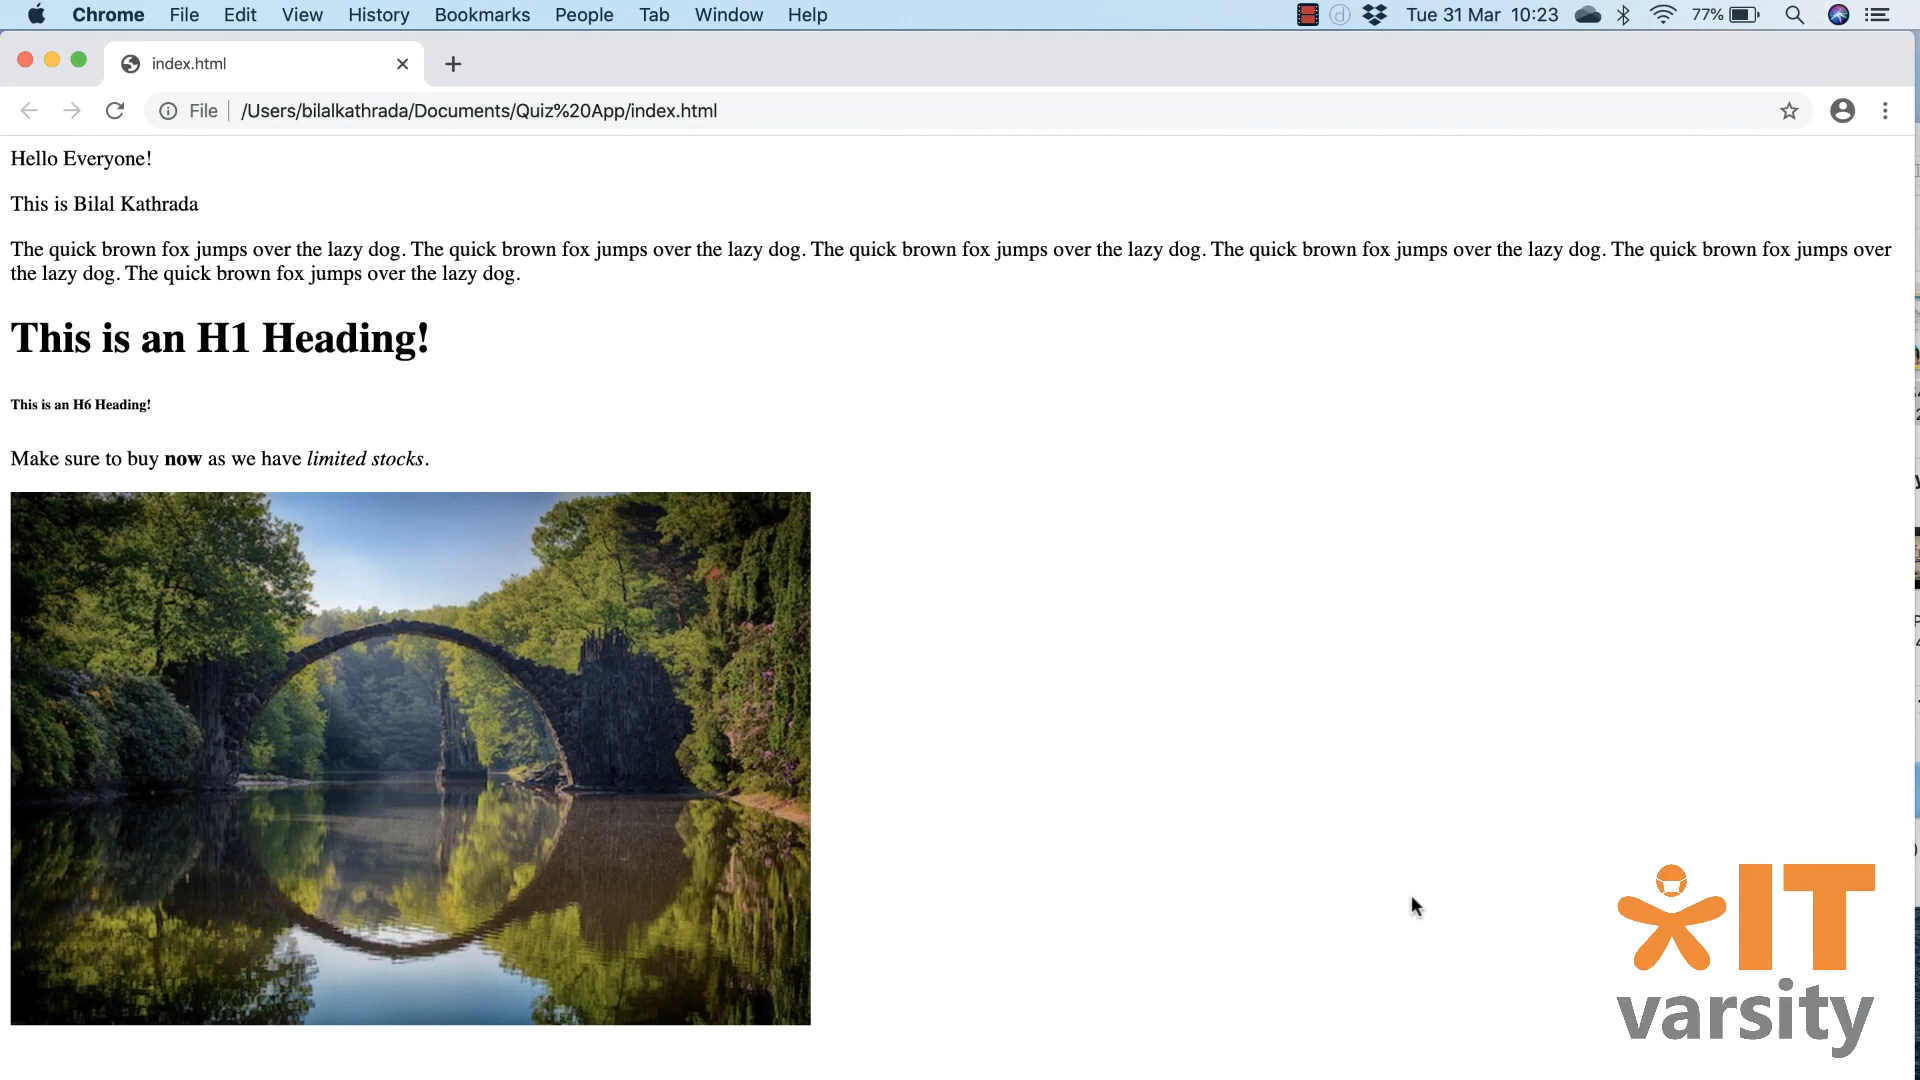 Chrome File Edit View History Bookmarks People Tab Window Help Tue 31 Mar 10:23 77%
index.html
File /Users/bilalkathrada/Documents/Quiz%20App/index.html
Hello Everyone!
This is Bilal Kathrada
The quick brown fox jumps over the lazy dog. The quick brown fox jumps over the lazy dog. The quick brown fox jumps over the lazy dog. The quick brown fox jumps over the lazy dog. The quick brown fox jumps over
the lazy dog. The quick brown fox jumps over the lazy dog.
This is an H1 Heading!
This is an H6 Heading!
Make sure to buy now as we have limited stocks.
IT
varsity